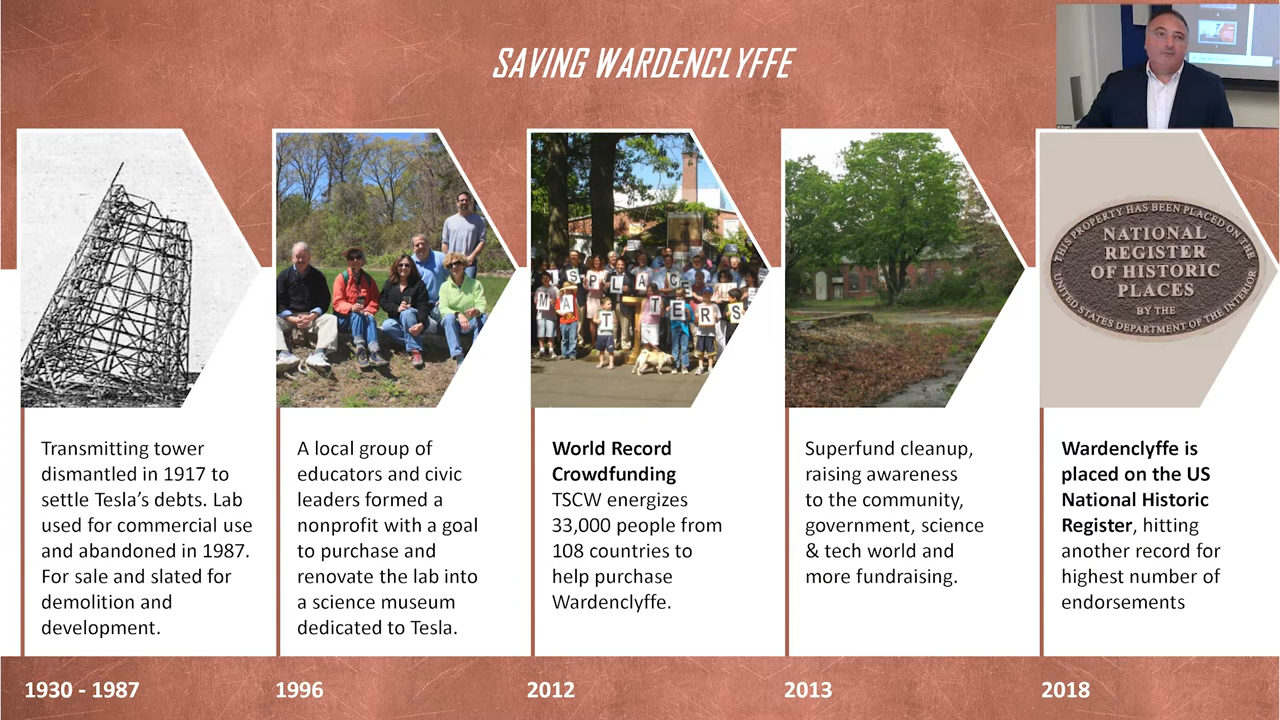 SAVING WARDENCLYFFE
S PLACE
MATTERS
THIS PROPERTY HAS BEEN PLACED ON THE
NATIONAL
REGISTER
OF HISTORIC
PLACES
BY THE
UNITED STATES DEPARTMENT OF THE INTERIOR
Transmitting tower
dismantled in 1917 to
settle Tesla's debts. Lab
used for commercial use
and abandoned in 1987.
For sale and slated for
demolition and
development.
A local group of
educators and civic
leaders formed a
nonprofit with a goal
to purchase and
renovate the lab into
a science museum
dedicated to Tesla.
World Record
Crowdfunding
TSCW energizes
33,000 people from
108 countries to
help purchase
Wardenclyffe.
Superfund cleanup,
raising awareness
to the community,
government, science
& tech world and
more fundraising.
Wardenclyffe is
placed on the US
National Historic
Register, hitting
another record for
highest number of
endorsements
1930 - 1987
1996
2012
2013
2018